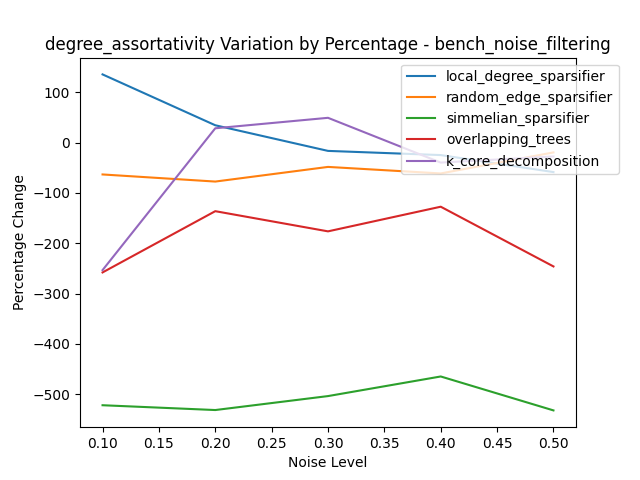 degree_assortativity Variation by Percentage - bench_noise_filtering
local_degree_sparsifier
random_edge_sparsifier
simmelian_sparsifier
overlapping_trees
k_core_decomposition
Percentage Change
100
0
−100
−200
−300
−400
−500
0.10 0.15 0.20 0.25 0.30 0.35 0.40 0.45 0.50
Noise Level